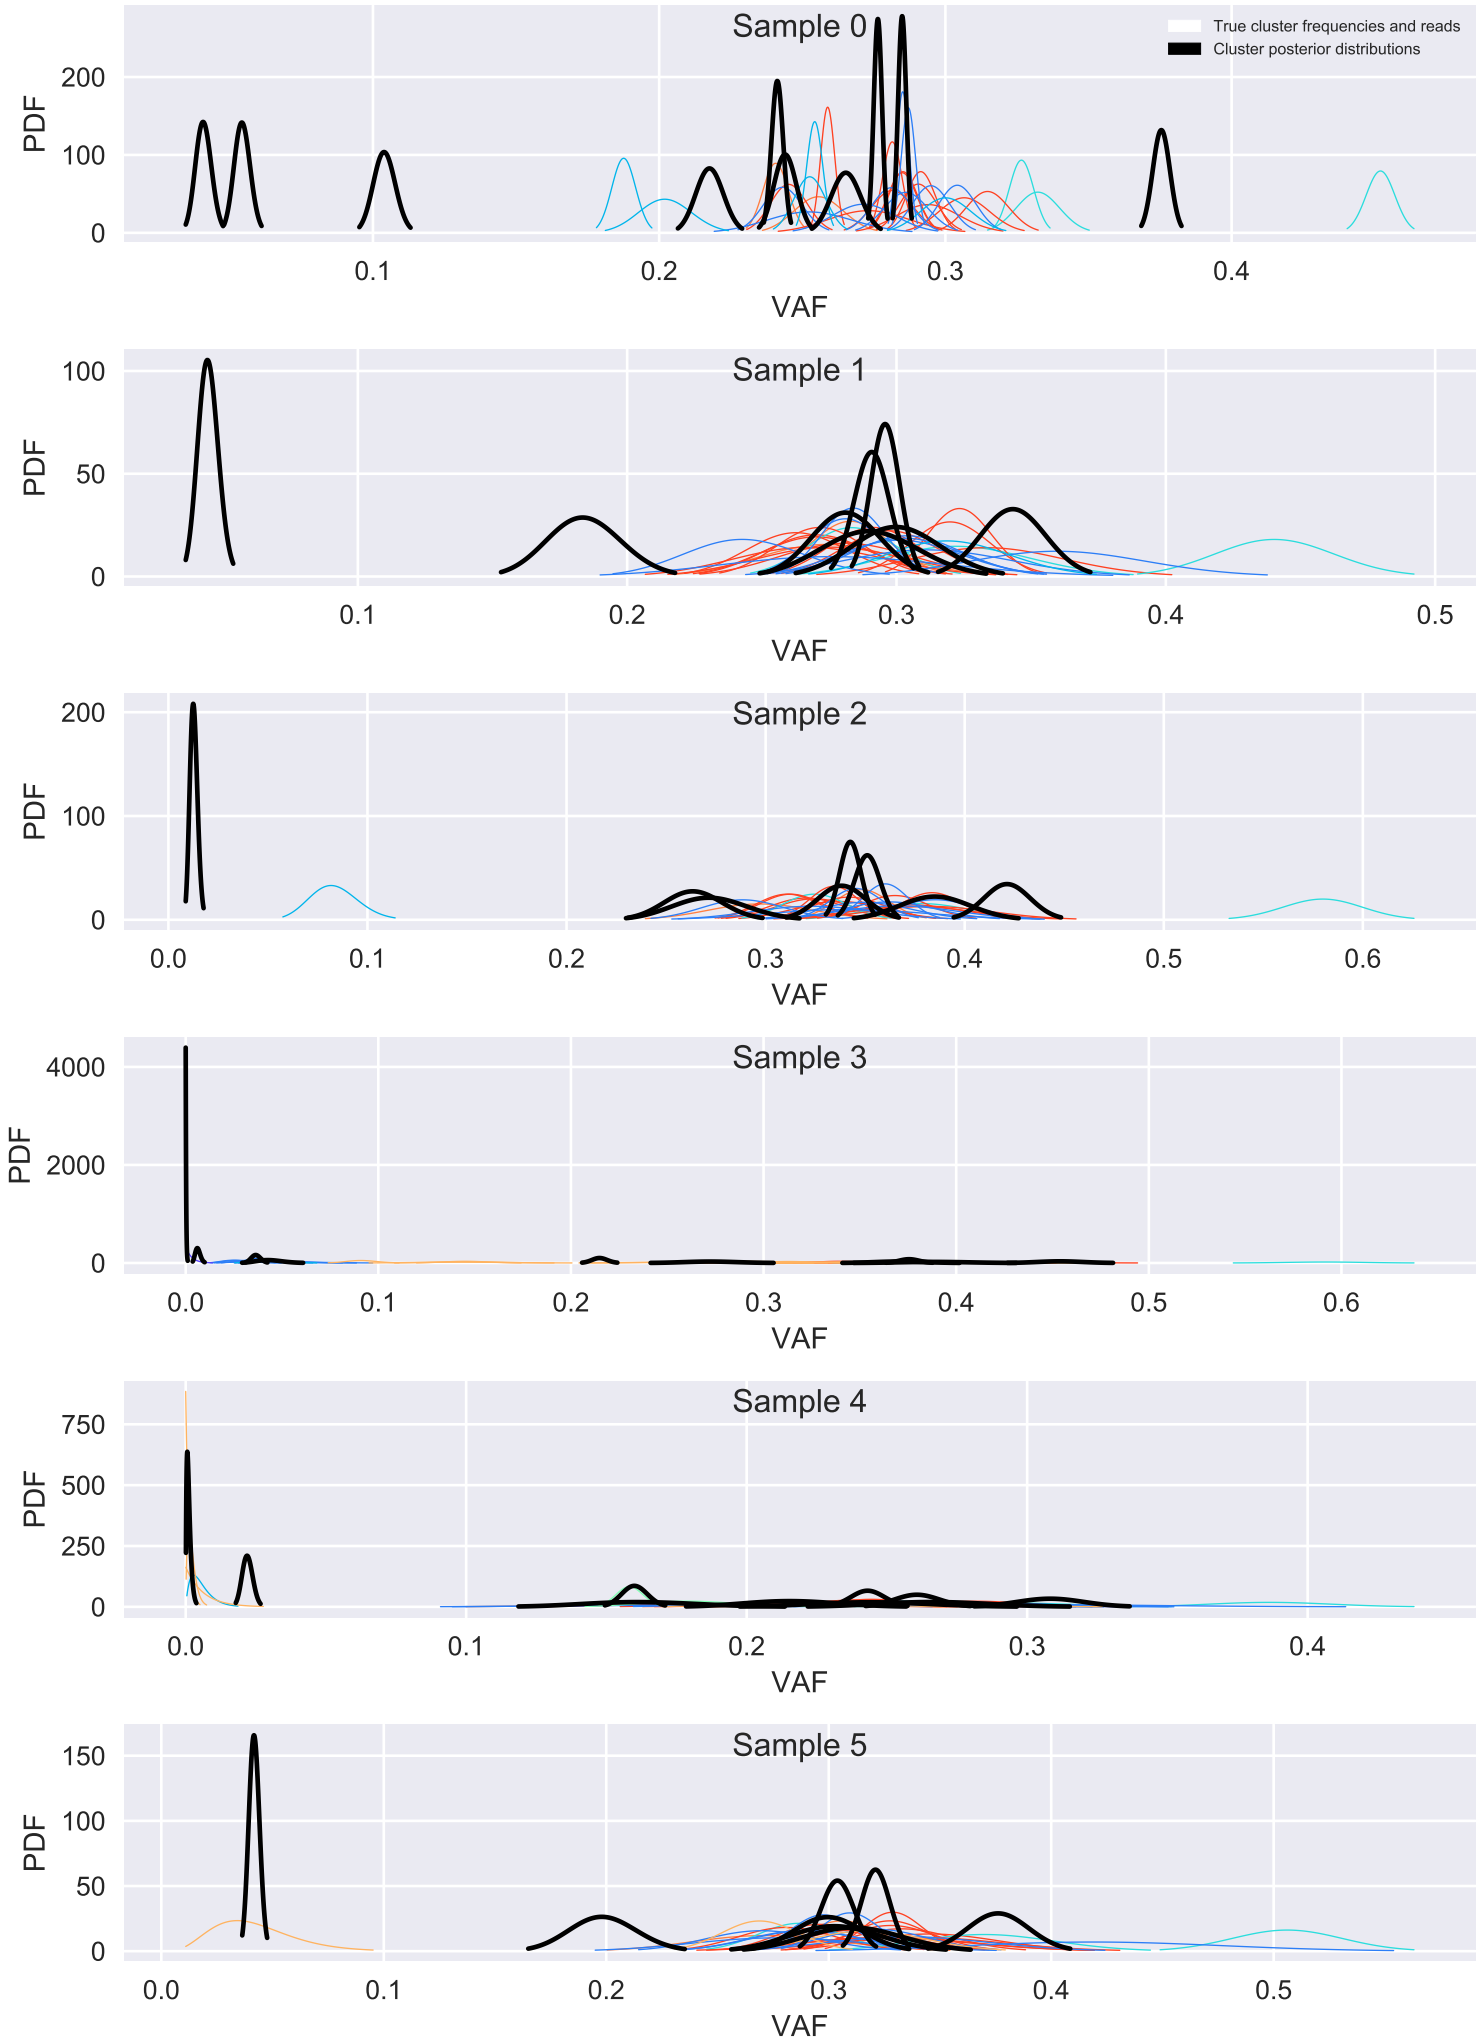 Sample 0
True cluster frequencies and reads
Cluster posterior distributions
PDF
200
100
0
0.1 0.2 0.3 0.4
VAF
Sample 1
PDF
100
50
0
0.1 0.2 0.3 0.4 0.5
VAF
Sample 2
PDF
200
100
0
0.0 0.1 0.2 0.3 0.4 0.5 0.6
VAF
Sample 3
PDF
4000
2000
0
0.0 0.1 0.2 0.3 0.4 0.5 0.6
VAF
Sample 4
PDF
750
500
250
0
0.0 0.1 0.2 0.3 0.4
VAF
Sample 5
PDF
150
100
50
0
0.0 0.1 0.2 0.3 0.4 0.5
VAF